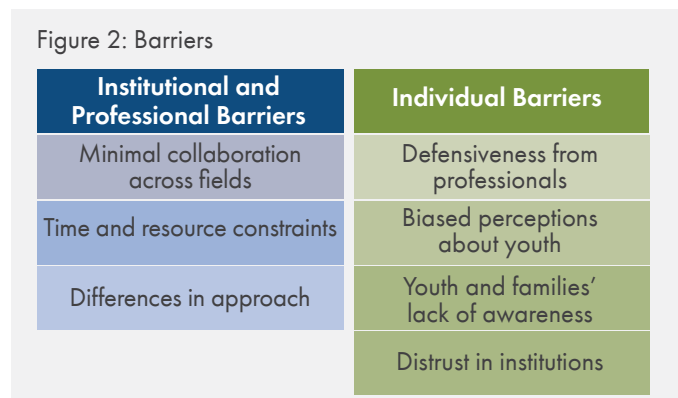 Figure 2: Barriers
Institutional and
Professional Barriers
Minimal collaboration
across fields
Time and resource constraints
Differences in approach
Individual Barriers
Defensiveness from
professionals
Biased perceptions
about youth
Youth and families’
lack of awareness
Distrust in institutions